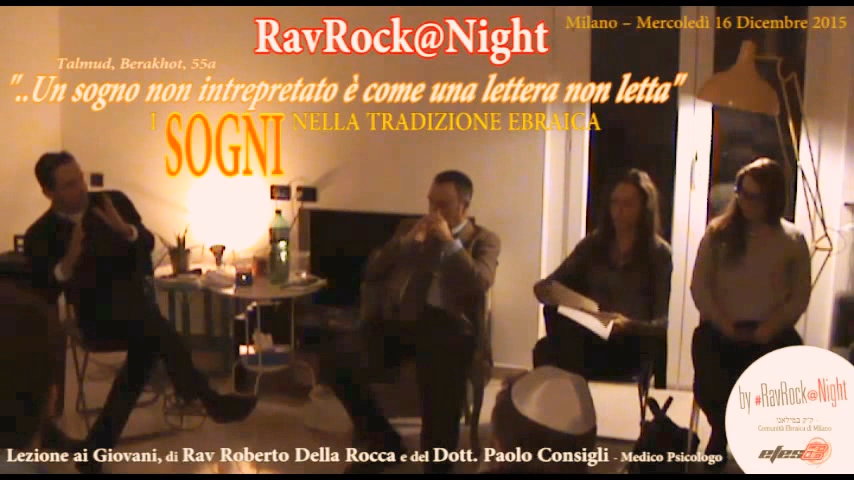 RavRock@Night
Milano – Mercoledì 16 Dicembre 2015
Talmud, Berakhot, 55a
"..Un sogno non intrepretato è come una lettera non letta"
I SOGNI NELLA TRADIZIONE EBRAICA
by #RavRock@Night
ק״ק במילאנו
Comunità Ebraica di Milano
efes
Lezione ai Giovani, di Rav Roberto Della Rocca e del Dott. Paolo Consigli - Medico Psicologo